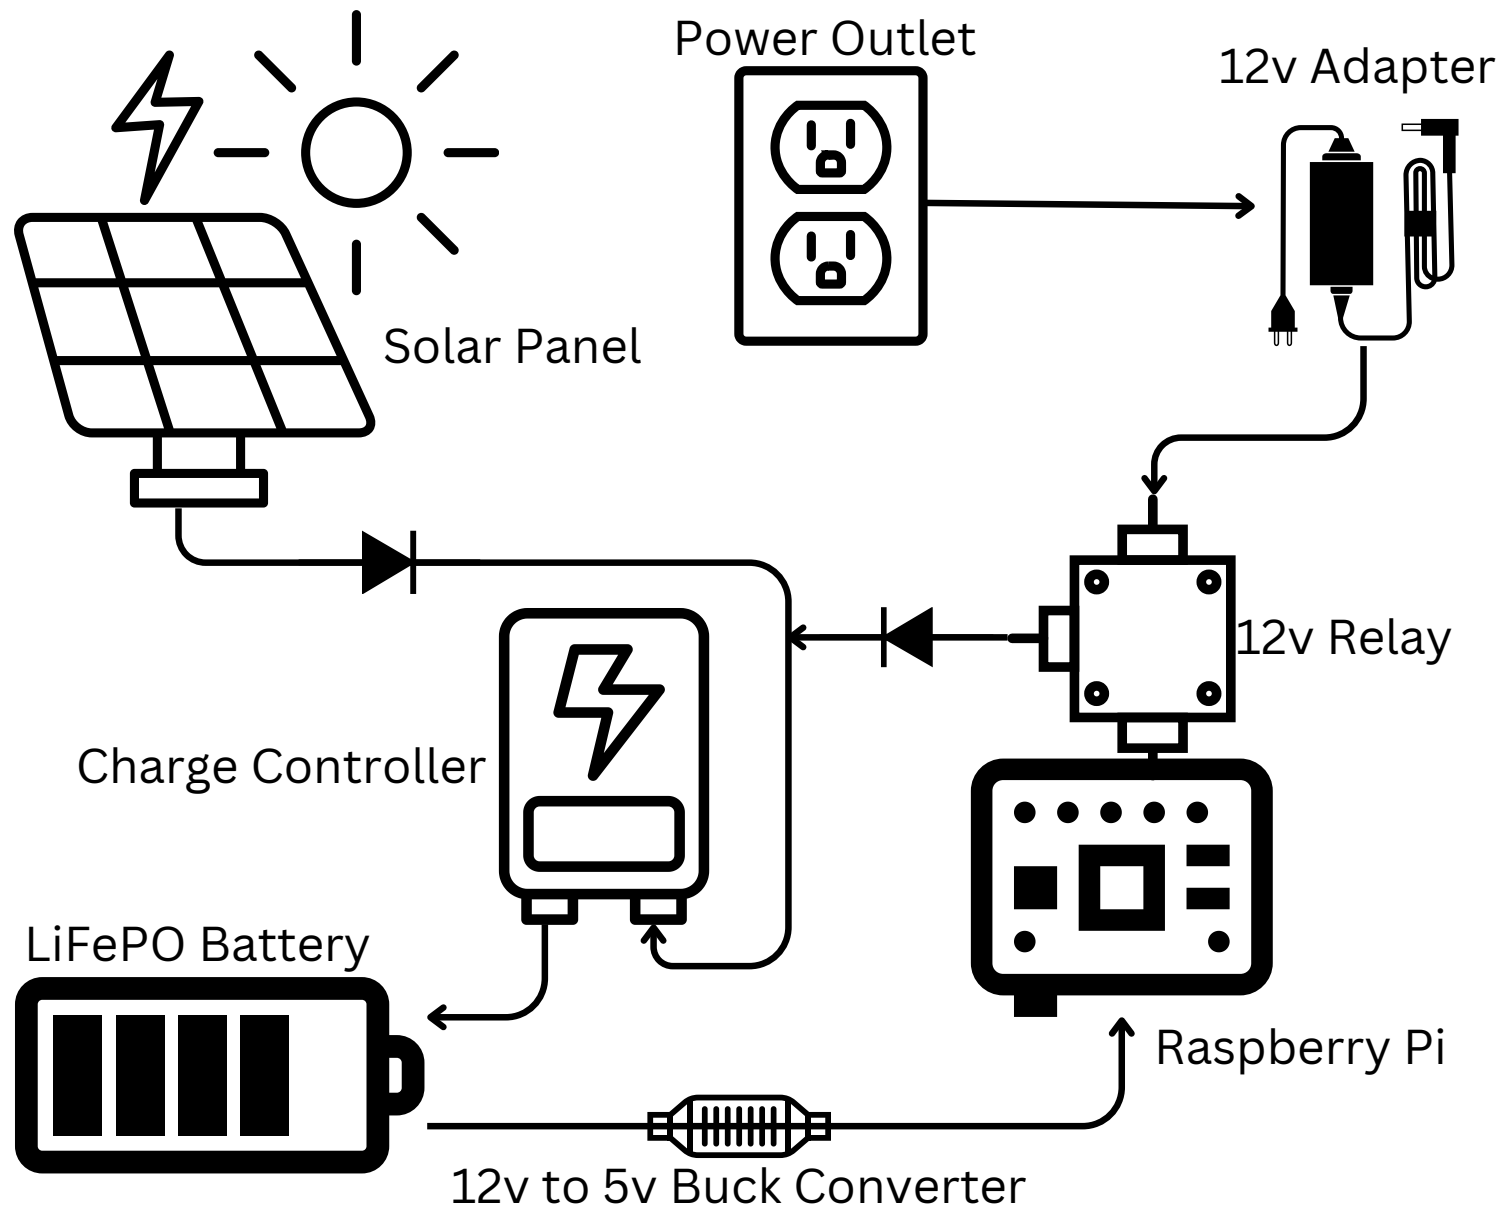 Power Outlet
12v Adapter
Solar Panel
12v Relay
Charge Controller
LiFePO Battery
Raspberry Pi
12v to 5v Buck Converter